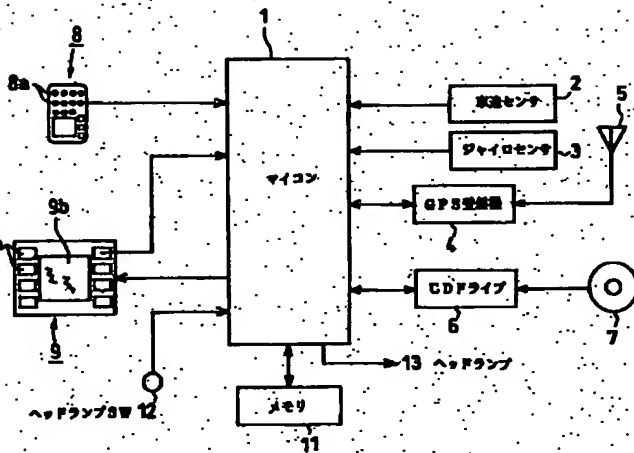 1
8
8a
車速センサ
2
5
ジャイロセンサ
3
マイコン
9b
GPS受信機
4
CDドライブ
6
7
9
13 ヘッドランプ
ヘッドランプSW 12
メモリ
11